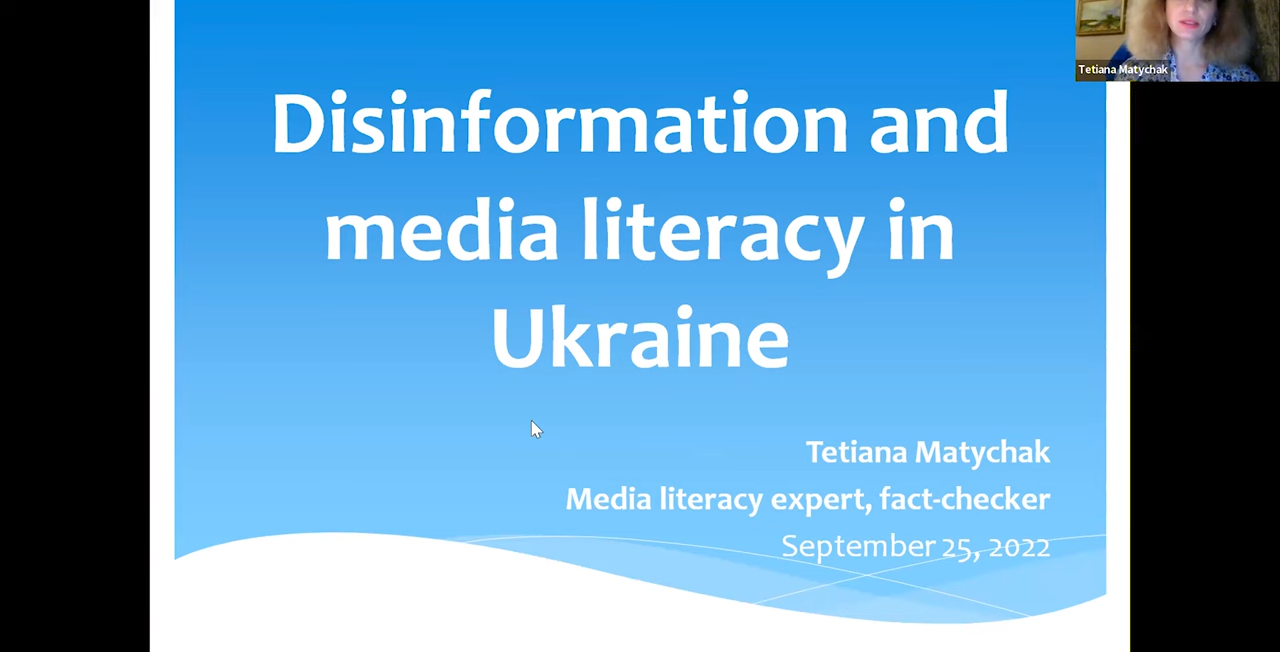 Tetiana Matychak
Disinformation and
media literacy in
Ukraine
Tetiana Matychak
Media literacy expert, fact-checker
September 25, 2022